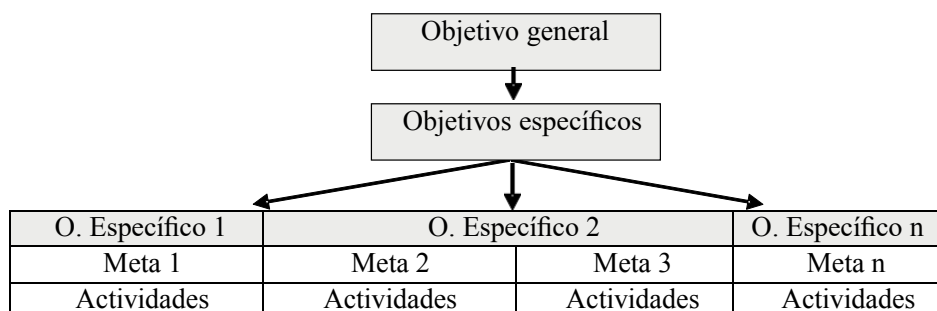 Objetivo general
Objetivos específicos
O. Específico 1 O. Específico 2 O. Específico n
Meta 1 Meta 2 Meta 3 Meta n
Actividades Actividades Actividades Actividades